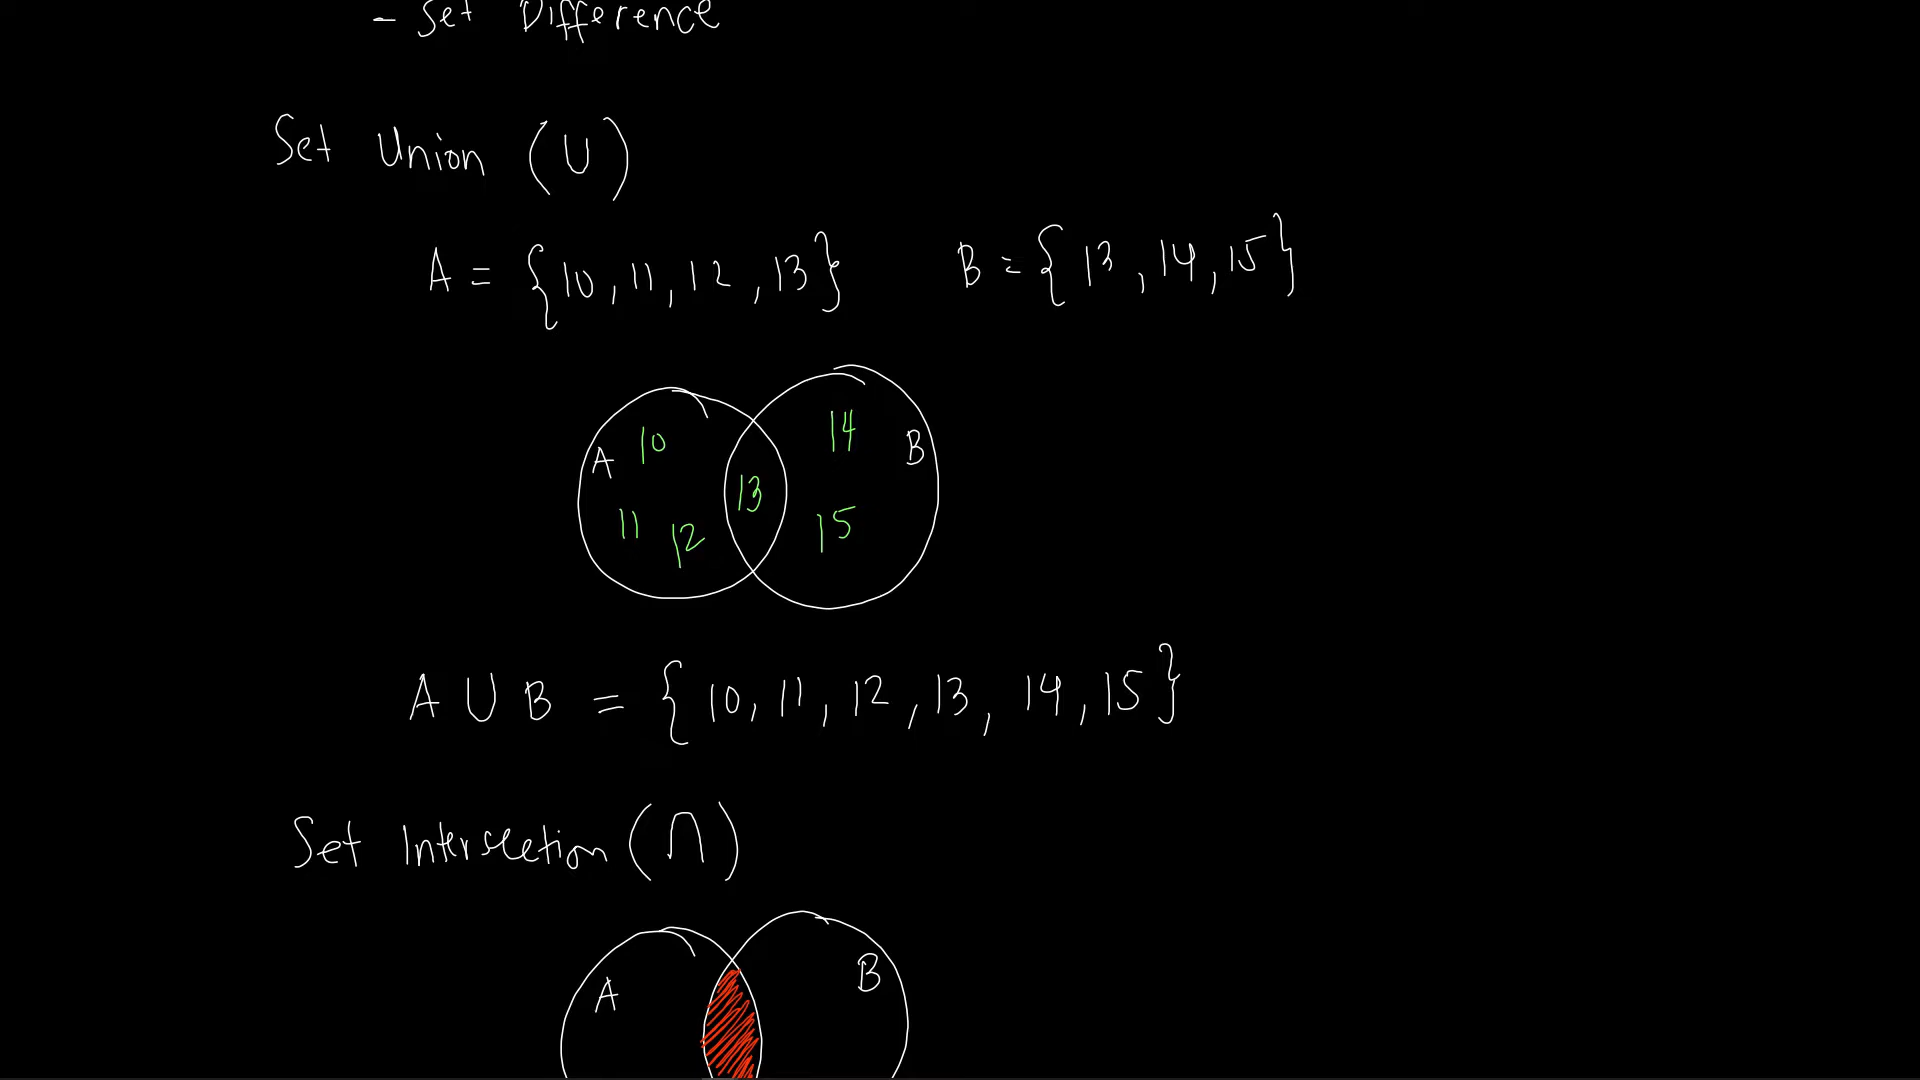 - Set Difference
Set Union (U)
A = {10, 11, 12, 13} B = {13, 14, 15}
A 10 14 B
13
11 12 15
A U B = {10, 11, 12, 13, 14, 15}
Set Intersection (∩)
A B